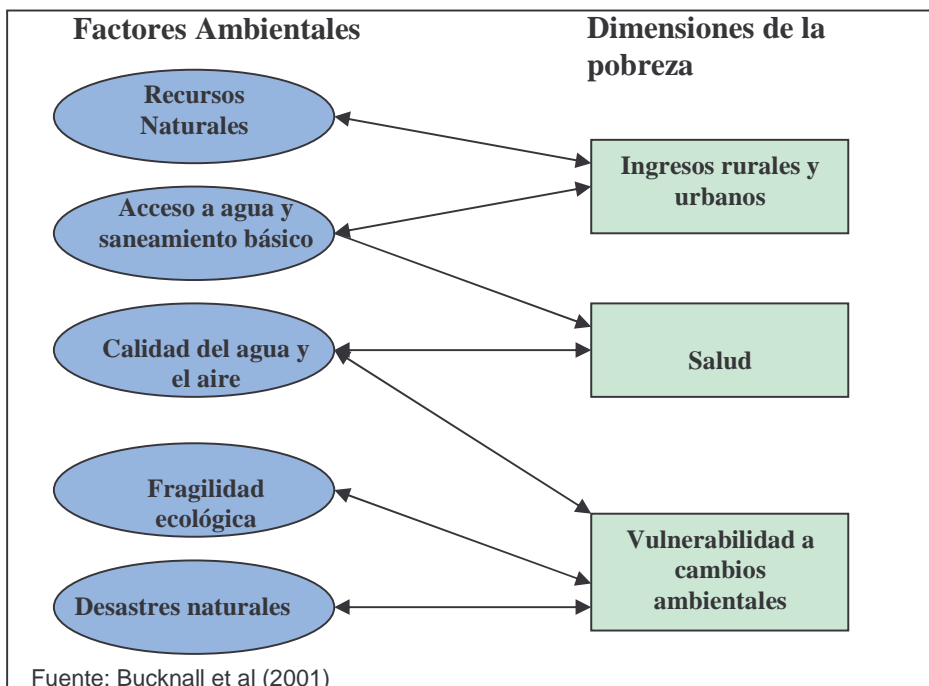 Factores Ambientales
Dimensiones de la
pobreza
Recursos
Naturales
Ingresos rurales y
urbanos
Acceso a agua y
saneamiento básico
Calidad del agua y
el aire
Salud
Fragilidad
ecológica
Vulnerabilidad a
cambios
ambientales
Desastres naturales
Fuente: Bucknall et al (2001)